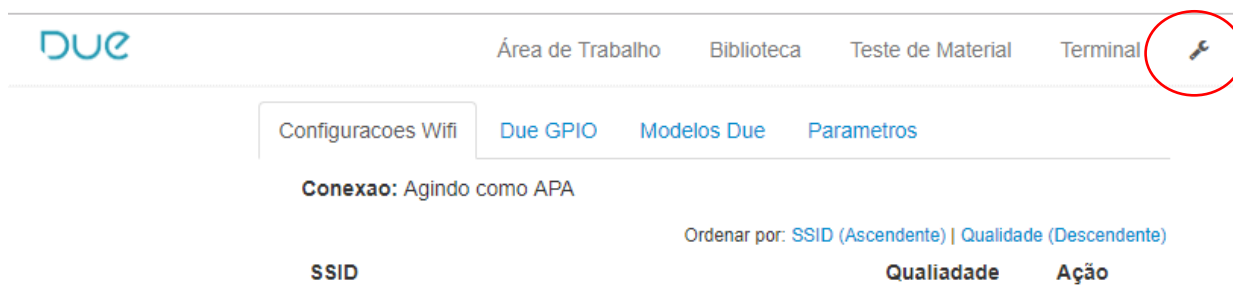 Due
Área de Trabalho Biblioteca Teste de Material Terminal
Configuracoes Wifi Due GPIO Modelos Due Parametros
Conexao: Agindo como APA
Ordenar por: SSID (Ascendente) | Qualidade (Descendente)
SSID Qualiadade Ação